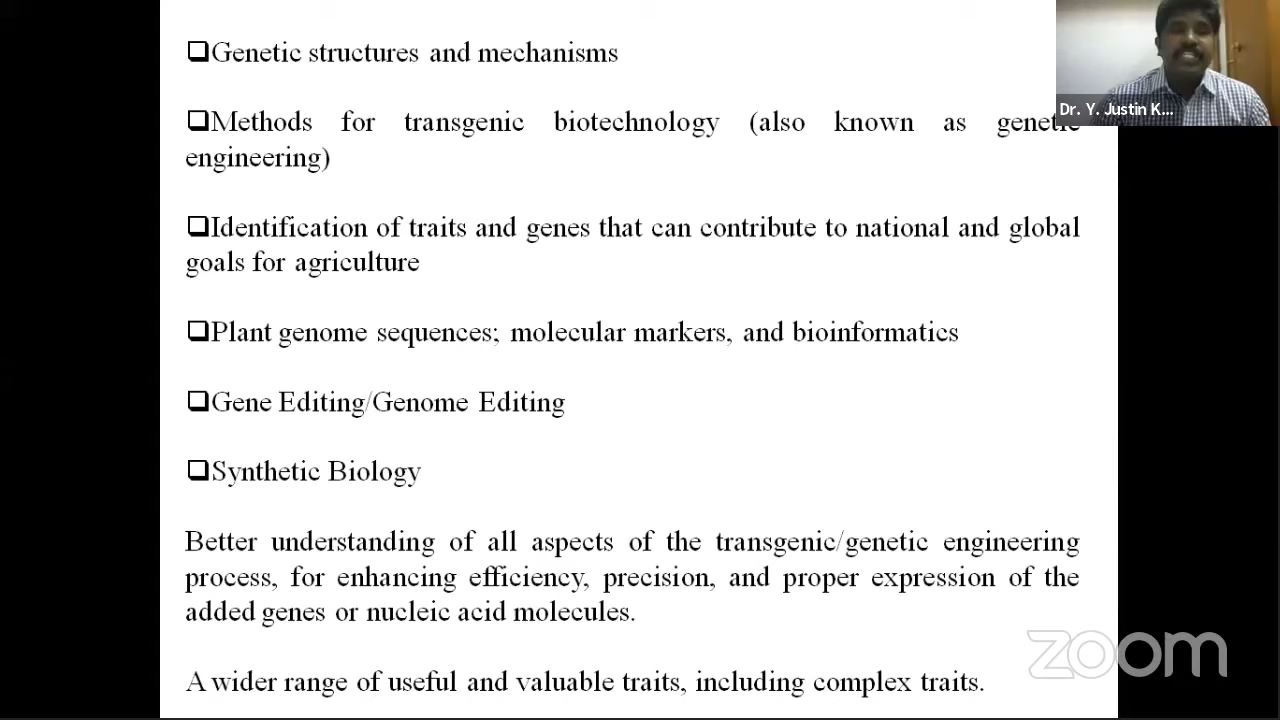 ❑Genetic structures and mechanisms
❑Methods for transgenic biotechnology (also known as genetic
engineering)
❑Identification of traits and genes that can contribute to national and global
goals for agriculture
❑Plant genome sequences; molecular markers, and bioinformatics
❑Gene Editing/Genome Editing
❑Synthetic Biology
Better understanding of all aspects of the transgenic/genetic engineering
process, for enhancing efficiency, precision, and proper expression of the
added genes or nucleic acid molecules.
A wider range of useful and valuable traits, including complex traits.
Dr. Y. Justin K...
zoom